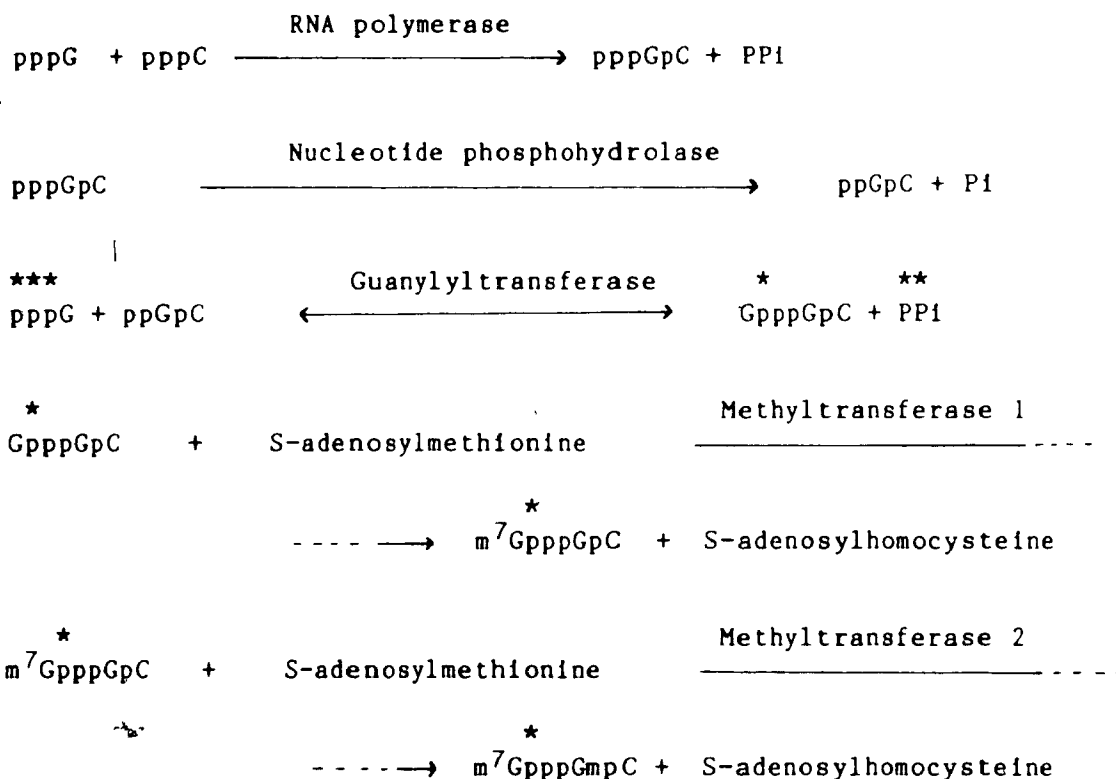 RNA polymerase
pppG + pppC ⟶ pppGpC + PPi
Nucleotide phosphohydrolase
pppGpC ⟶ ppGpC + Pi
*** Guanylyltransferase * **
pppG + ppGpC ⟷ GpppGpC + PPi
* Methyltransferase 1
GpppGpC + S-adenosylmethionine ----
*
---- ⟶ m⁷GpppGpC + S-adenosylhomocysteine
* Methyltransferase 2
m⁷GpppGpC + S-adenosylmethionine ----
*
----⟶ m⁷GpppGmpC + S-adenosylhomocysteine